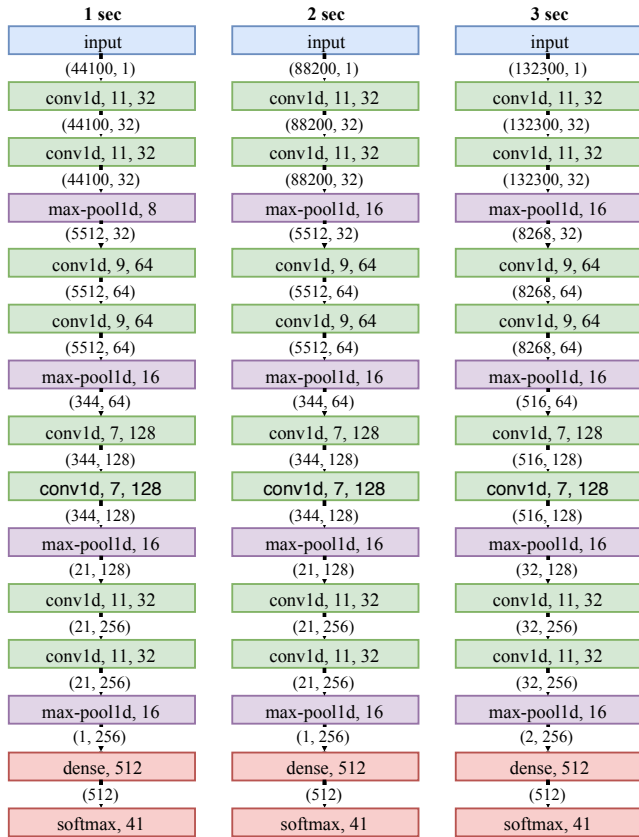 1 sec 2 sec 3 sec
input input input
(44100, 1) (88200, 1) (132300, 1)
conv1d, 11, 32 conv1d, 11, 32 conv1d, 11, 32
(44100, 32) (88200, 32) (132300, 32)
conv1d, 11, 32 conv1d, 11, 32 conv1d, 11, 32
(44100, 32) (88200, 32) (132300, 32)
max-pool1d, 8 max-pool1d, 16 max-pool1d, 16
(5512, 32) (5512, 32) (8268, 32)
conv1d, 9, 64 conv1d, 9, 64 conv1d, 9, 64
(5512, 64) (5512, 64) (8268, 64)
conv1d, 9, 64 conv1d, 9, 64 conv1d, 9, 64
(5512, 64) (5512, 64) (8268, 64)
max-pool1d, 16 max-pool1d, 16 max-pool1d, 16
(344, 64) (344, 64) (516, 64)
conv1d, 7, 128 conv1d, 7, 128 conv1d, 7, 128
(344, 128) (344, 128) (516, 128)
conv1d, 7, 128 conv1d, 7, 128 conv1d, 7, 128
(344, 128) (344, 128) (516, 128)
max-pool1d, 16 max-pool1d, 16 max-pool1d, 16
(21, 128) (21, 128) (32, 128)
conv1d, 11, 32 conv1d, 11, 32 conv1d, 11, 32
(21, 256) (21, 256) (32, 256)
conv1d, 11, 32 conv1d, 11, 32 conv1d, 11, 32
(21, 256) (21, 256) (32, 256)
max-pool1d, 16 max-pool1d, 16 max-pool1d, 16
(1, 256) (1, 256) (2, 256)
dense, 512 dense, 512 dense, 512
(512) (512) (512)
softmax, 41 softmax, 41 softmax, 41